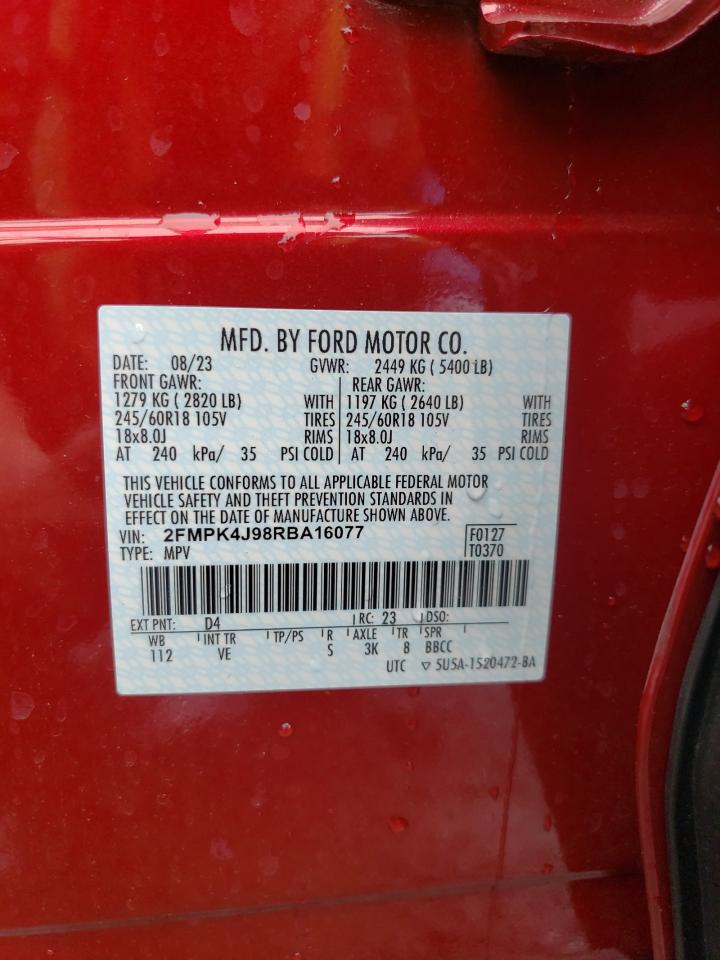 MFD. BY FORD MOTOR CO.
DATE: 08/23 GVWR: 2449 KG ( 5400 LB)
FRONT GAWR: REAR GAWR:
1279 KG ( 2820 LB) WITH 1197 KG ( 2640 LB) WITH
245/60R18 105V TIRES 245/60R18 105V TIRES
18x8.0J RIMS 18x8.0J RIMS
AT 240 kPa/ 35 PSI COLD AT 240 kPa/ 35 PSI COLD
THIS VEHICLE CONFORMS TO ALL APPLICABLE FEDERAL MOTOR
VEHICLE SAFETY AND THEFT PREVENTION STANDARDS IN
EFFECT ON THE DATE OF MANUFACTURE SHOWN ABOVE.
VIN: 2FMPK4J98RBA16077 F0127
TYPE: MPV T0370
EXT PNT: D4 RC: 23 DSO:
WB INT TR TP/PS R AXLE TR SPR
112 VE S 3K 8 BBCC
UTC ▽ 5U5A-1520472-BA